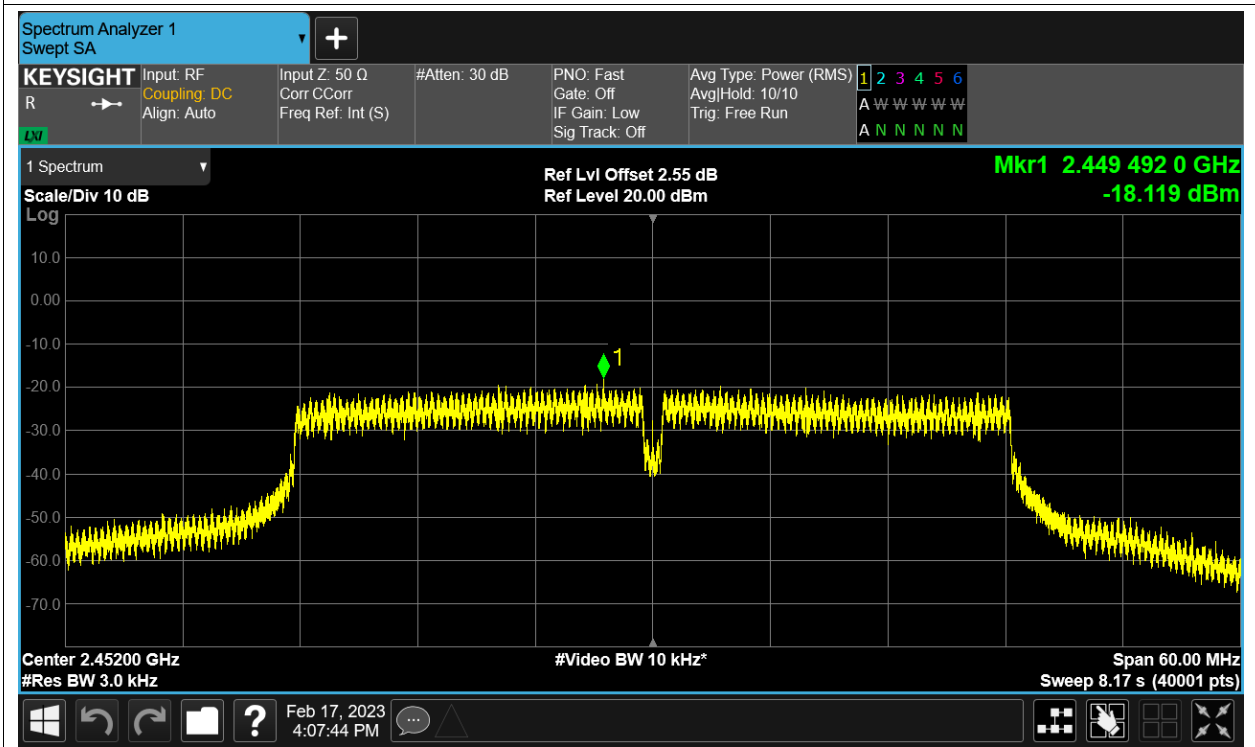 Spectrum Analyzer 1
Swept SA
KEYSIGHT
R
LXI
Input: RF
Coupling: DC
Align: Auto
Input Z: 50 Ω
Corr CCorr
Freq Ref: Int (S)
#Atten: 30 dB
PNO: Fast
Gate: Off
IF Gain: Low
Sig Track: Off
Avg Type: Power (RMS)
Avg|Hold: 10/10
Trig: Free Run
1 2 3 4 5 6
A W W W W W
A N N N N N
1 Spectrum
Scale/Div 10 dB
Log
Ref Lvl Offset 2.55 dB
Ref Level 20.00 dBm
Mkr1 2.449 492 0 GHz
-18.119 dBm
10.0
0.00
-10.0
1
-20.0
-30.0
-40.0
-50.0
-60.0
-70.0
Center 2.45200 GHz
#Res BW 3.0 kHz
#Video BW 10 kHz*
Span 60.00 MHz
Sweep 8.17 s (40001 pts)
?
Feb 17, 2023
4:07:44 PM